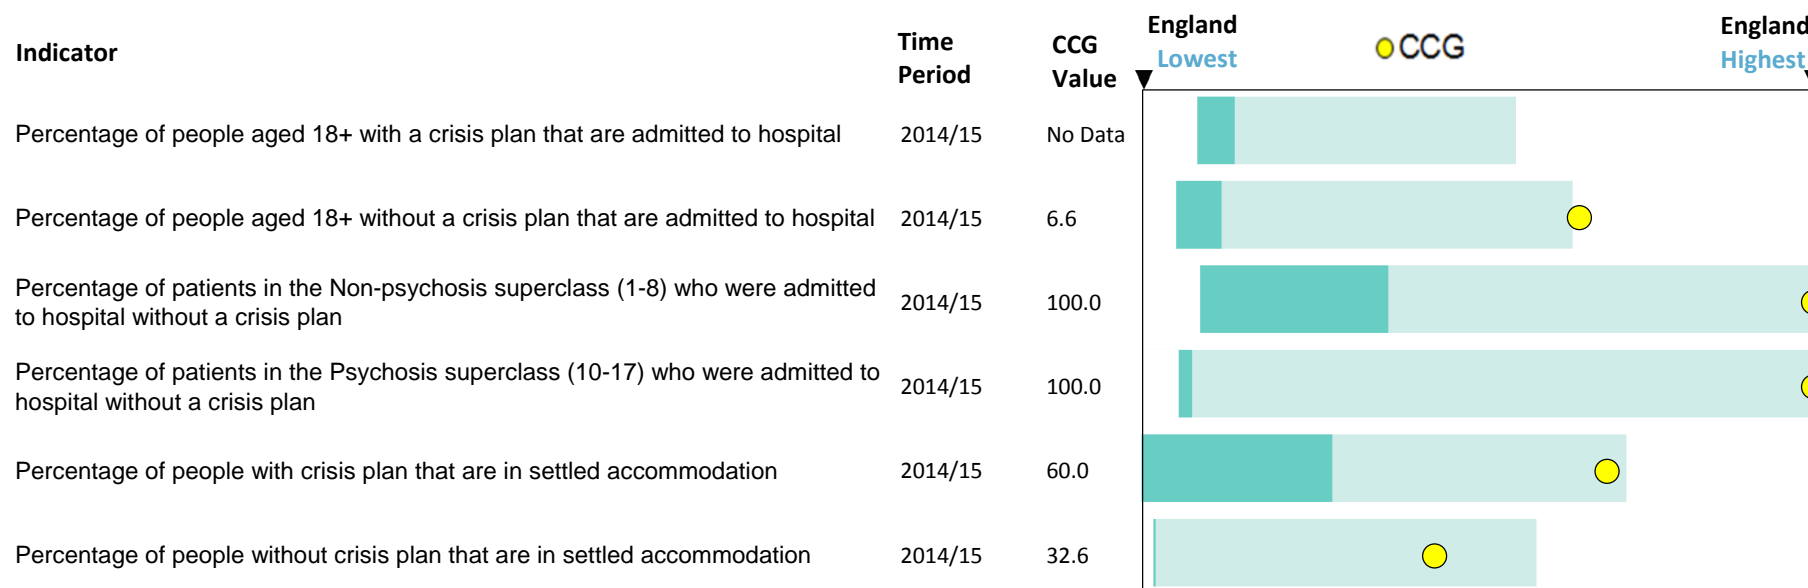 Indicator
Time
Period
CCG
Value
England
Lowest
CCG
England
Highest
Percentage of people aged 18+ with a crisis plan that are admitted to hospital 2014/15 No Data
Percentage of people aged 18+ without a crisis plan that are admitted to hospital 2014/15 6.6
Percentage of patients in the Non-psychosis superclass (1-8) who were admitted
to hospital without a crisis plan
2014/15 100.0
Percentage of patients in the Psychosis superclass (10-17) who were admitted to
hospital without a crisis plan
2014/15 100.0
Percentage of people with crisis plan that are in settled accommodation 2014/15 60.0
Percentage of people without crisis plan that are in settled accommodation 2014/15 32.6